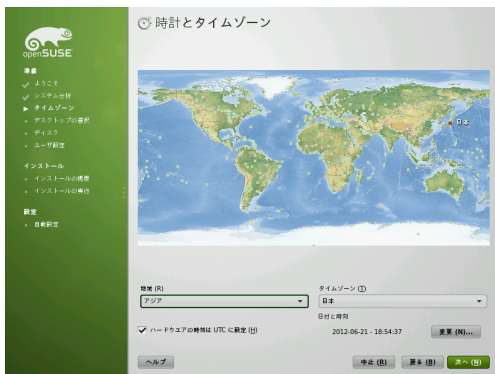 openSUSE
準備
ようこそ
システム分析
タイムゾーン
デスクトップの選択
ディスク
ユーザ設定
インストール
インストールの概要
インストールの実行
設定
自動設定
時計とタイムゾーン
日本
地域 (R)
アジア
タイムゾーン (T)
日本
日付と時刻
ハードウエアの時刻は UTC に設定 (H)
2012-06-21 - 18:54:37
変更 (N)...
ヘルプ
中止 (R)
戻る (B)
次へ (N)